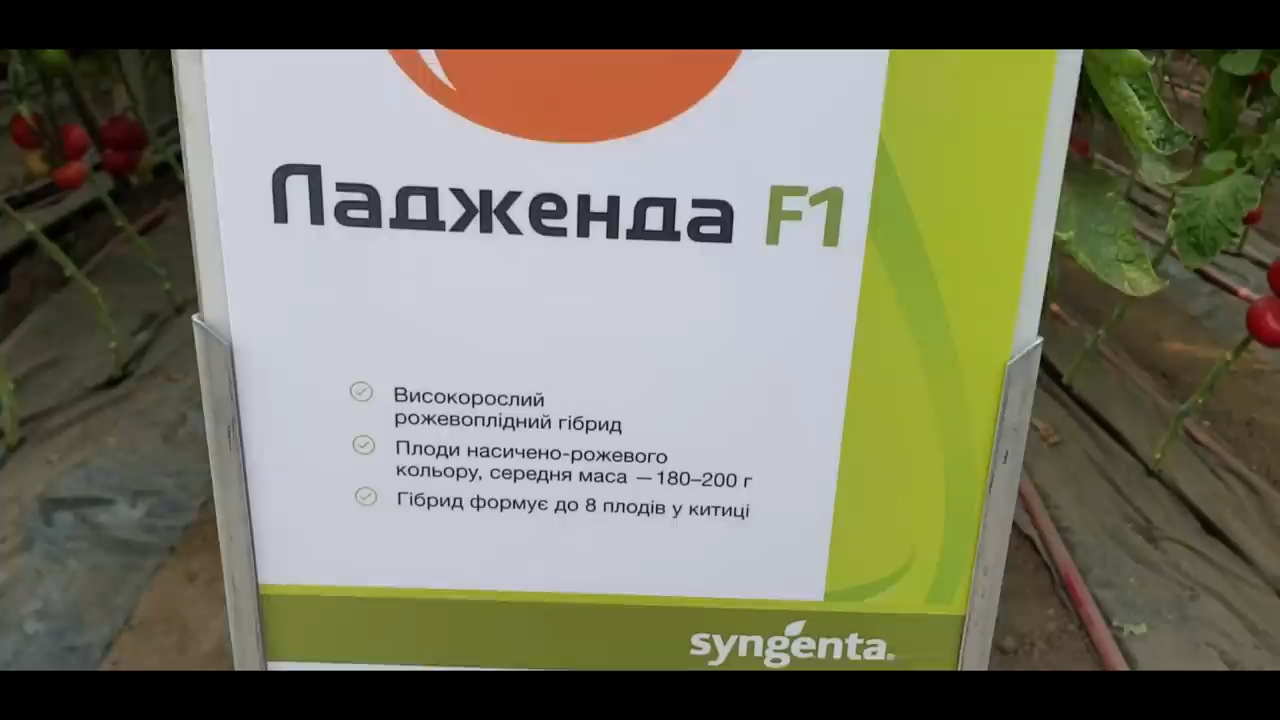 Ладженда F1
Високорослий
рожевоплідний гібрид
Плоди насичено-рожевого
кольору, середня маса — 180–200 г
Гібрид формує до 8 плодів у китиці
syngenta.